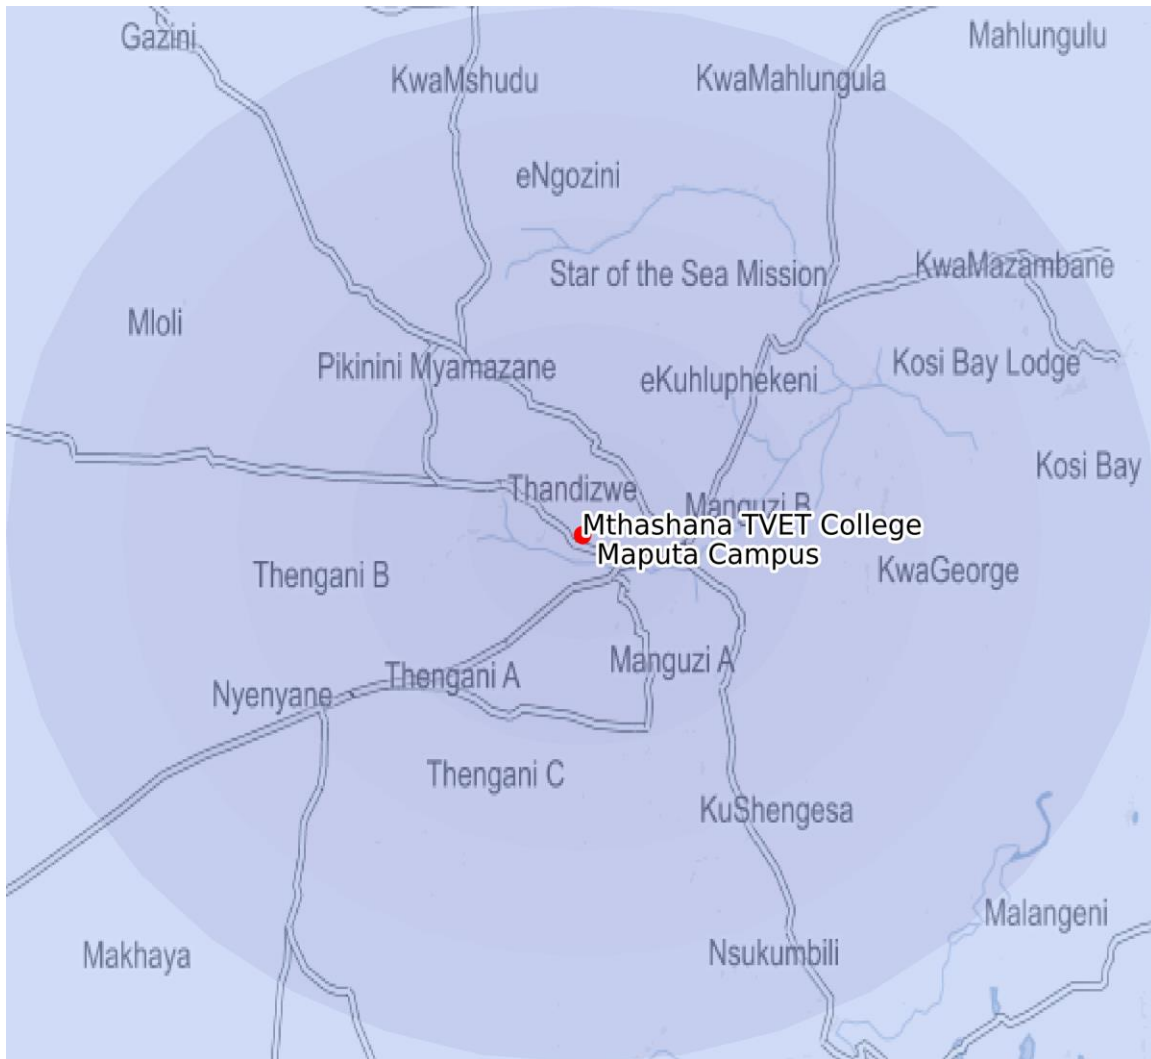 Gazini
Mahlungulu
KwaMshudu
KwaMahlungula
eNgozini
Star of the Sea Mission
KwaMazambane
Mloli
Pikinini Myamazane
eKuhluphekeni
Kosi Bay Lodge
Kosi Bay
Thandizwe
Manguzi B
Mthashana TVET College
Maputa Campus
Thengani B
KwaGeorge
Manguzi A
Thengani A
Nyenyane
Thengani C
KuShengesa
Malangeni
Makhaya
Nsukumbili